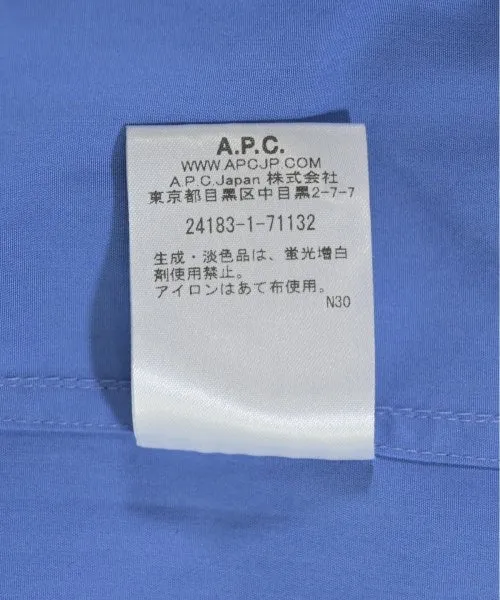 A.P.C.
WWW.APCJP.COM
A.P.C.Japan 株式会社
東京都目黒区中目黒2-7-7
24183-1-71132
生成・淡色品は、蛍光増白
剤使用禁止。
アイロンはあて布使用。
N30